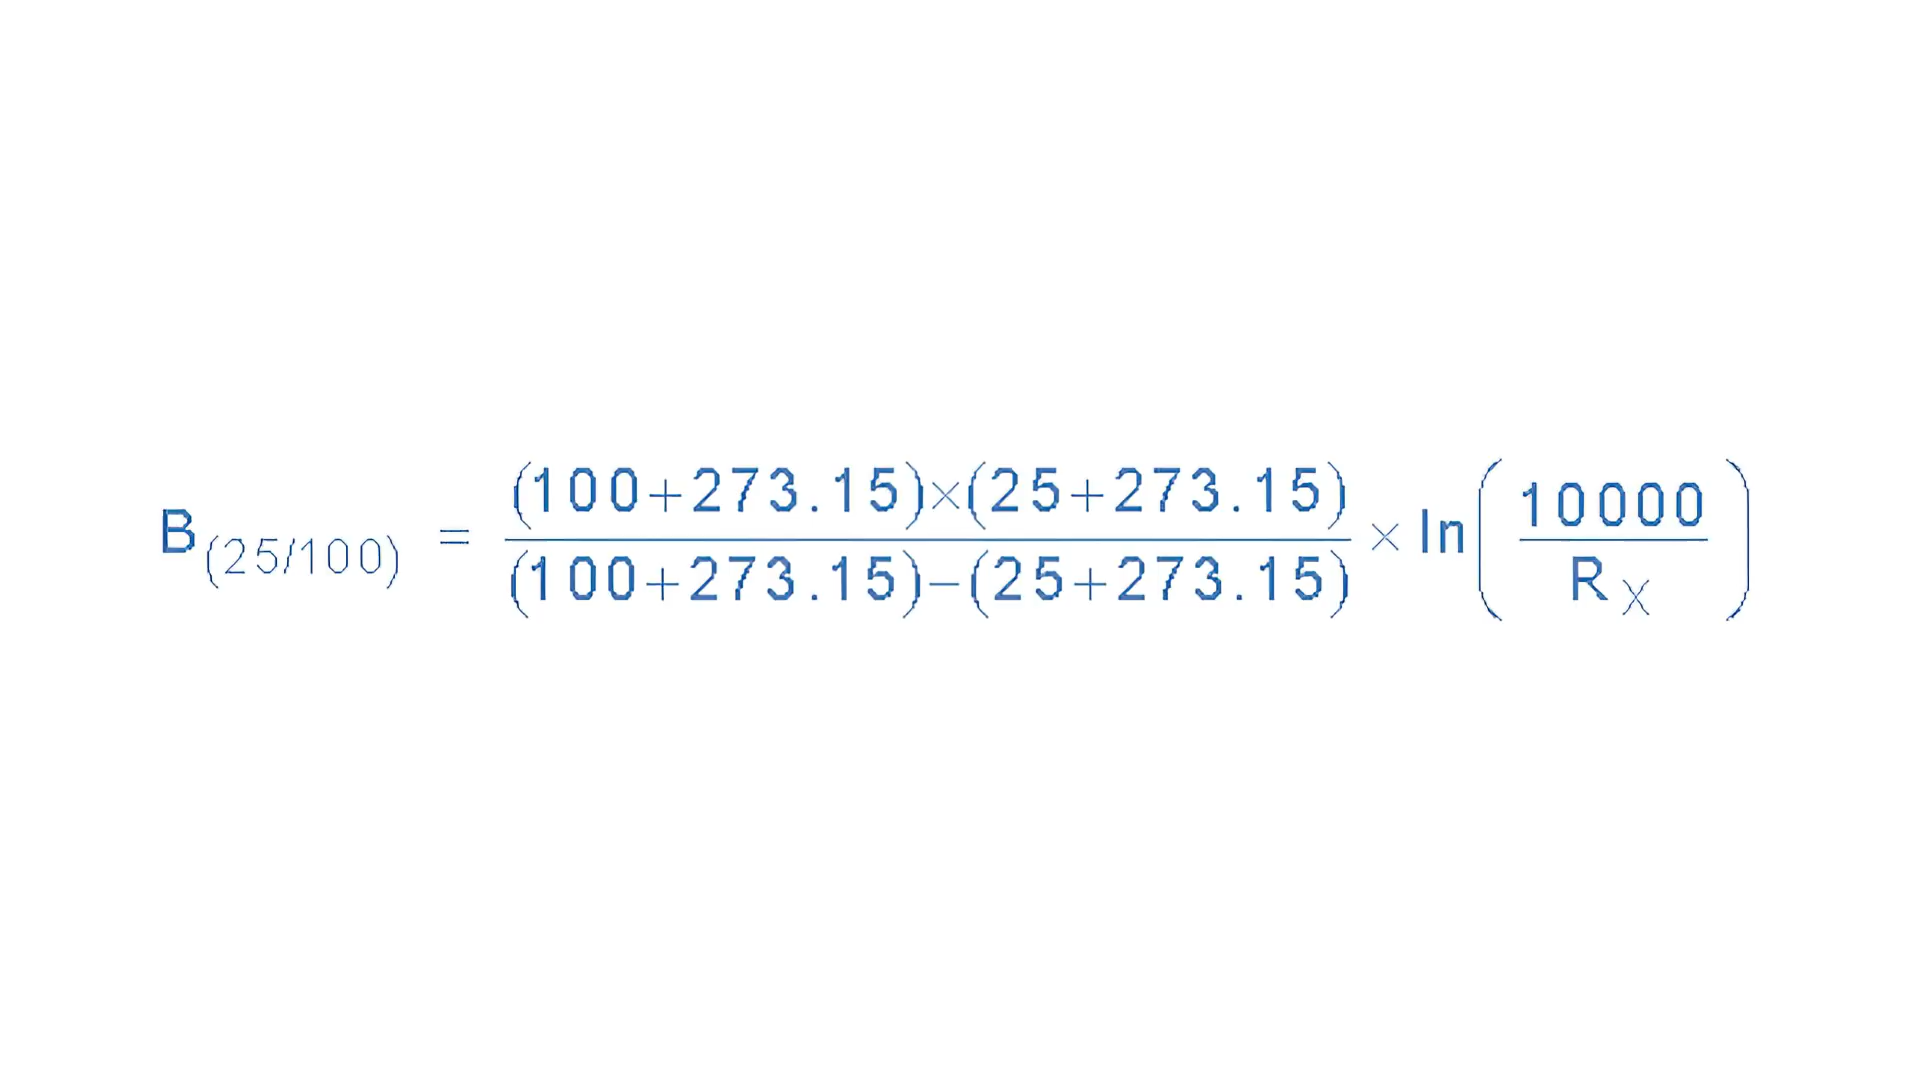 B(25/100) = (100+273.15)×(25+273.15) / (100+273.15)−(25+273.15) × ln(10000 / RX)